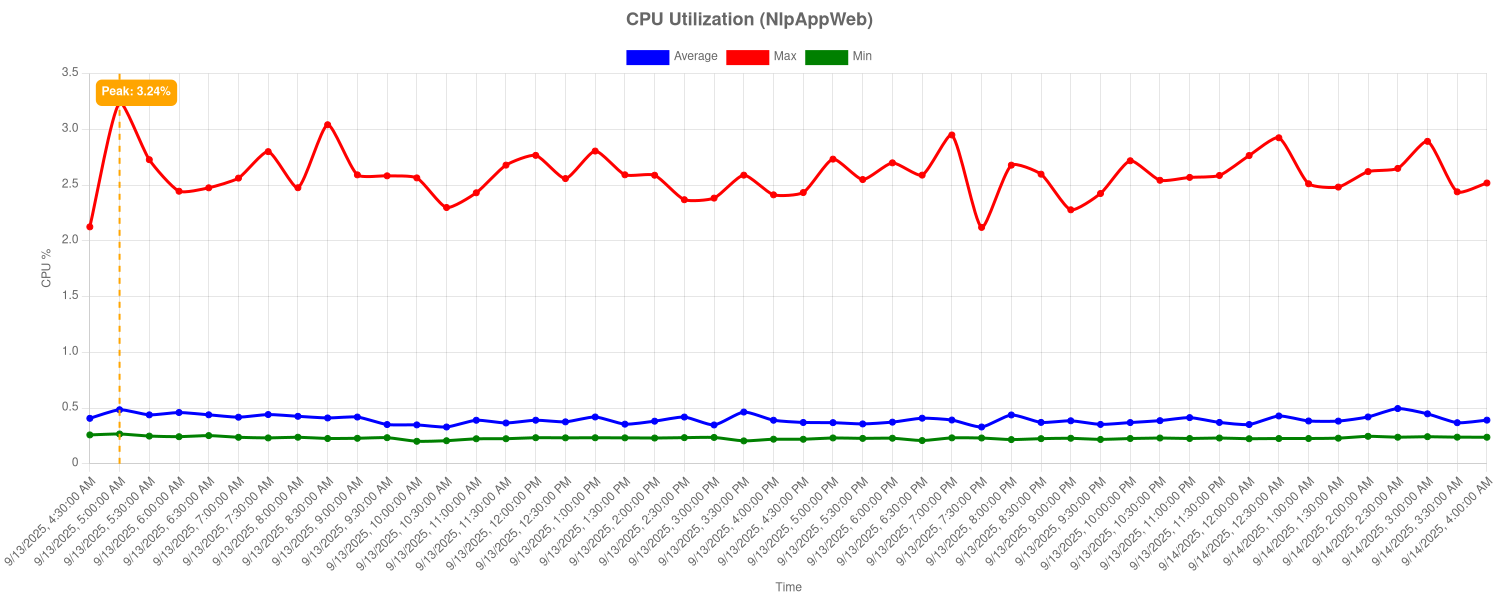 CPU Utilization (NlpAppWeb)
Average Max Min
3.5
Peak: 3.24%
3.0
2.5
2.0
1.5
1.0
0.5
0
CPU %
9/13/2025, 4:30:00 AM
9/13/2025, 5:00:00 AM
9/13/2025, 5:30:00 AM
9/13/2025, 6:00:00 AM
9/13/2025, 6:30:00 AM
9/13/2025, 7:00:00 AM
9/13/2025, 7:30:00 AM
9/13/2025, 8:00:00 AM
9/13/2025, 8:30:00 AM
9/13/2025, 9:00:00 AM
9/13/2025, 9:30:00 AM
9/13/2025, 10:00:00 AM
9/13/2025, 10:30:00 AM
9/13/2025, 11:00:00 AM
9/13/2025, 11:30:00 AM
9/13/2025, 12:00:00 PM
9/13/2025, 12:30:00 PM
9/13/2025, 1:00:00 PM
9/13/2025, 1:30:00 PM
9/13/2025, 2:00:00 PM
9/13/2025, 2:30:00 PM
9/13/2025, 3:00:00 PM
9/13/2025, 3:30:00 PM
9/13/2025, 4:00:00 PM
9/13/2025, 4:30:00 PM
9/13/2025, 5:00:00 PM
9/13/2025, 5:30:00 PM
9/13/2025, 6:00:00 PM
9/13/2025, 6:30:00 PM
9/13/2025, 7:00:00 PM
9/13/2025, 7:30:00 PM
9/13/2025, 8:00:00 PM
9/13/2025, 8:30:00 PM
9/13/2025, 9:00:00 PM
9/13/2025, 9:30:00 PM
9/13/2025, 10:00:00 PM
9/13/2025, 10:30:00 PM
9/13/2025, 11:00:00 PM
9/13/2025, 11:30:00 PM
9/14/2025, 12:00:00 AM
9/14/2025, 12:30:00 AM
9/14/2025, 1:00:00 AM
9/14/2025, 1:30:00 AM
9/14/2025, 2:00:00 AM
9/14/2025, 2:30:00 AM
9/14/2025, 3:00:00 AM
9/14/2025, 3:30:00 AM
9/14/2025, 4:00:00 AM
Time